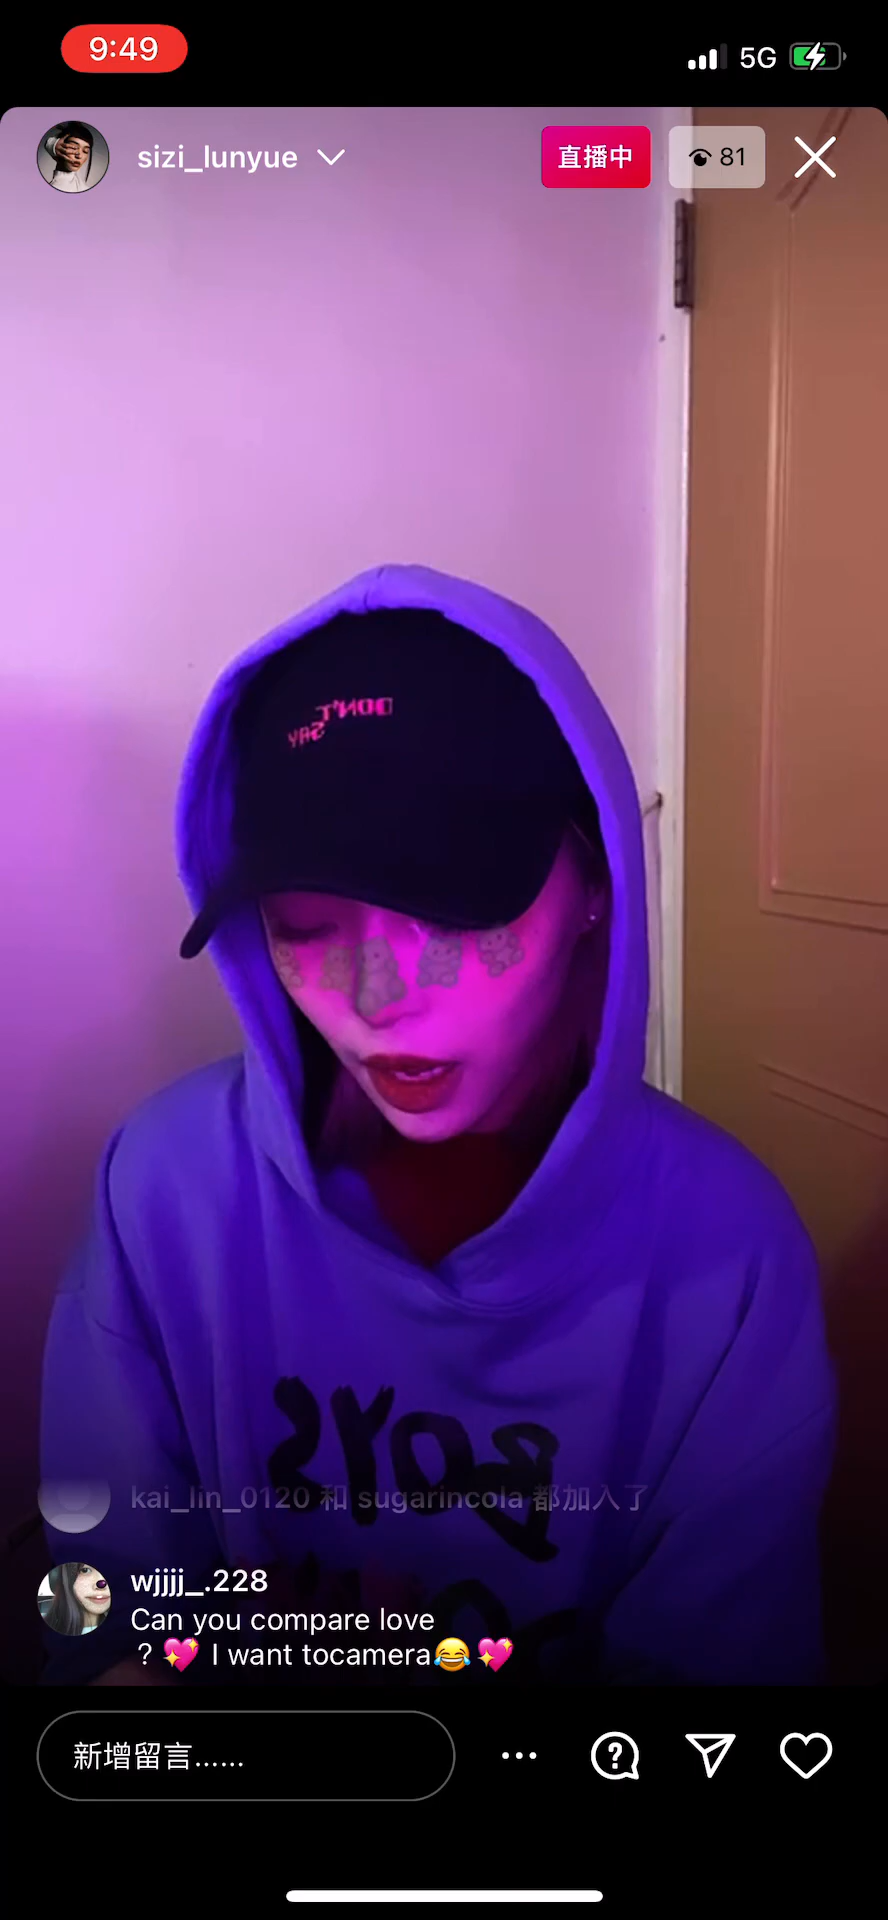 9:49
5G
sizi_lunyue
直播中
81
DON'T
SAY
BOYS
kai_lin_0120 和 sugarincola 都加入了
wjjjj_.228
Can you compare love
? 💖 I want tocamera😂 💖
新增留言......